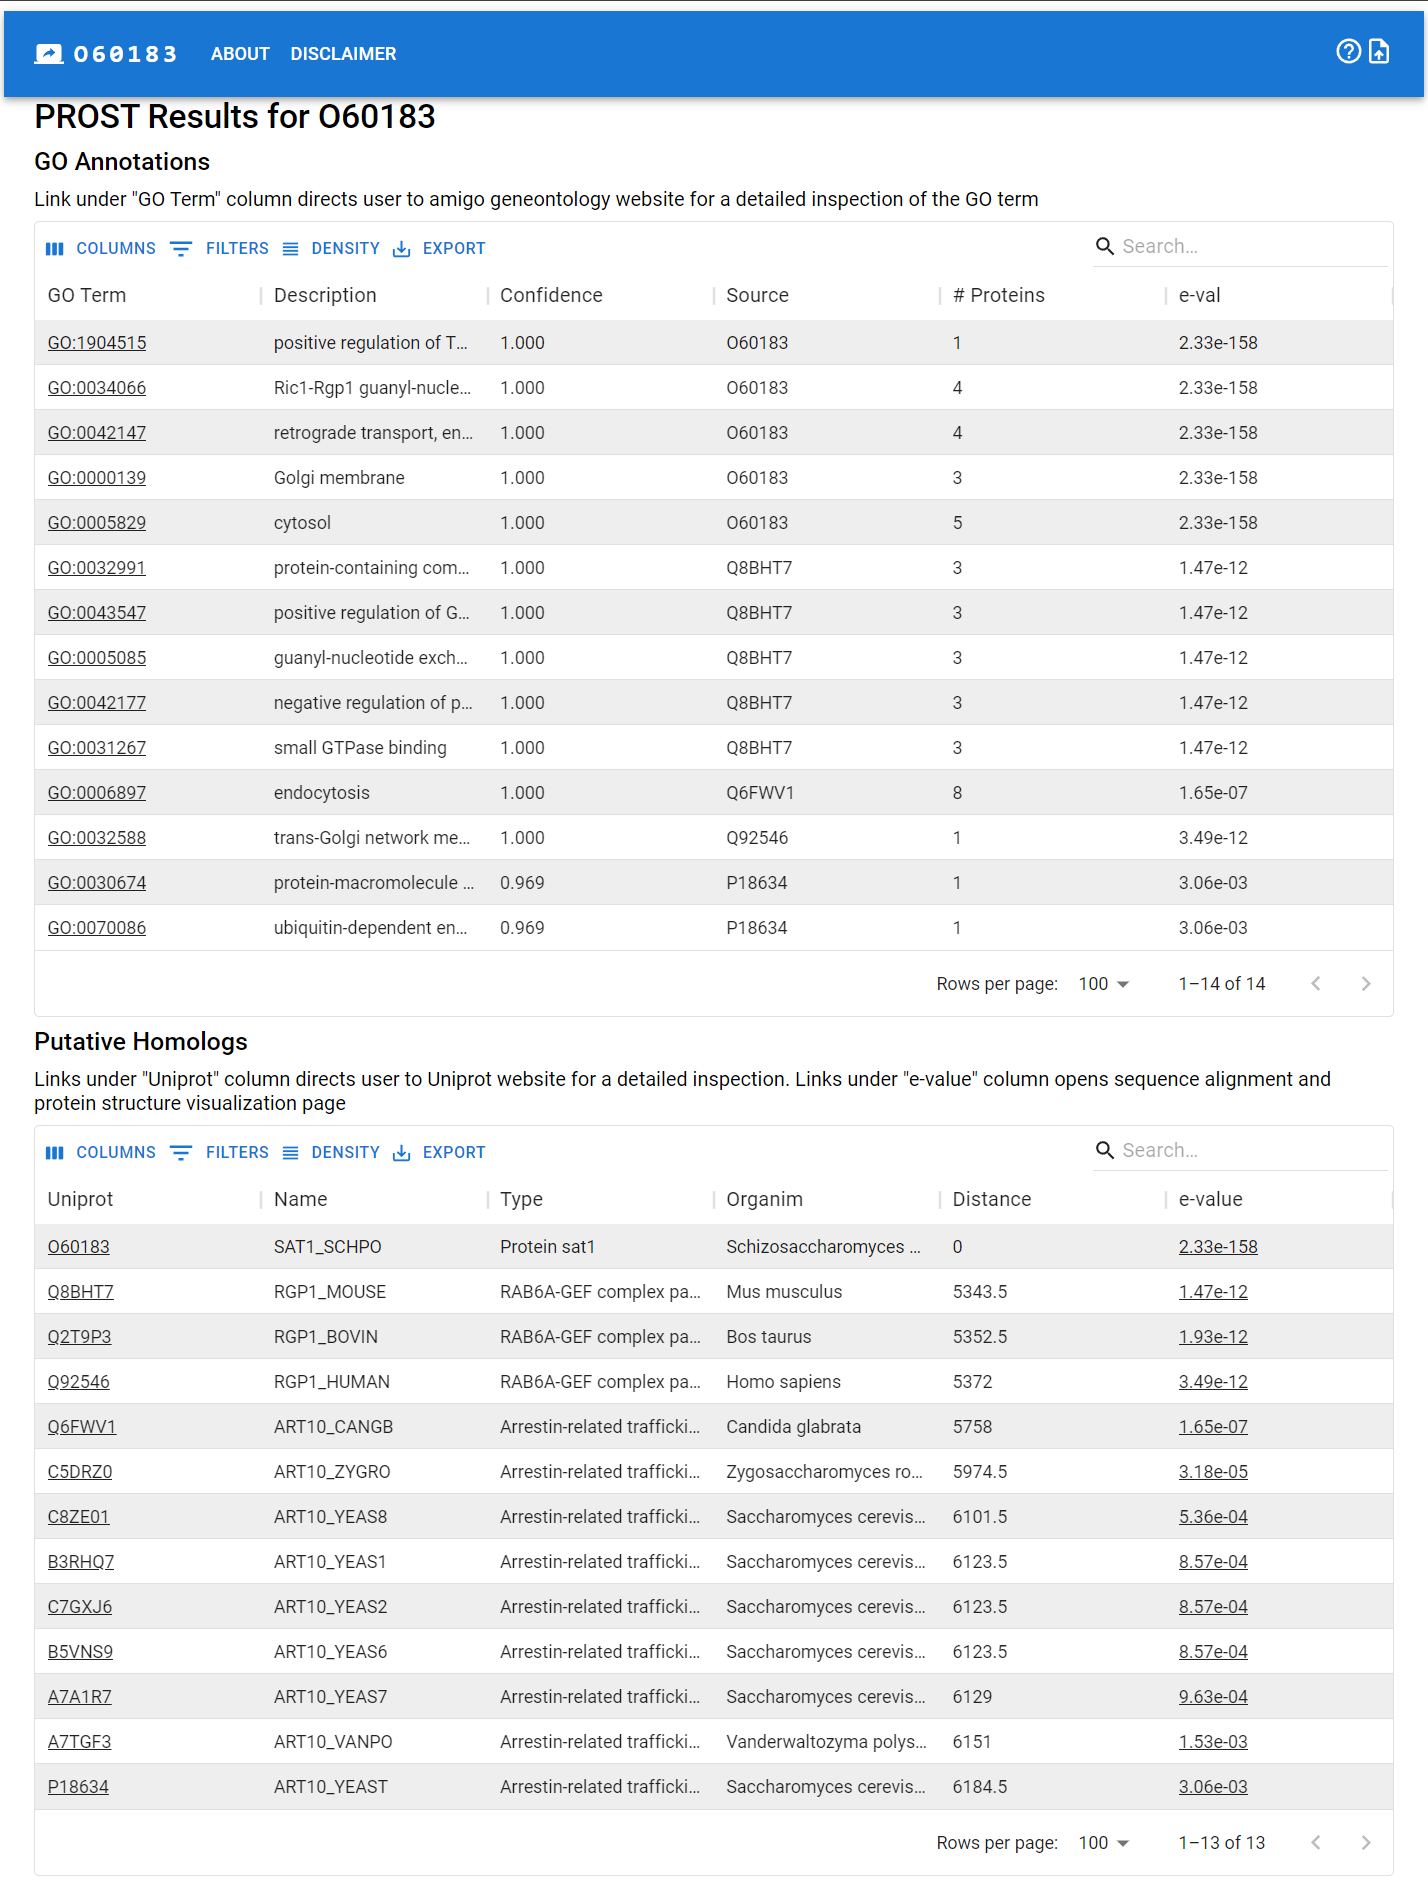 O60183 ABOUT DISCLAIMER
PROST Results for O60183
GO Annotations
Link under "GO Term" column directs user to amigo geneontology website for a detailed inspection of the GO term
COLUMNS FILTERS DENSITY EXPORT Search...
GO Term Description Confidence Source # Proteins e-val
GO:1904515 positive regulation of T... 1.000 O60183 1 2.33e-158
GO:0034066 Ric1-Rgp1 guanyl-nucle... 1.000 O60183 4 2.33e-158
GO:0042147 retrograde transport, en... 1.000 O60183 4 2.33e-158
GO:0000139 Golgi membrane 1.000 O60183 3 2.33e-158
GO:0005829 cytosol 1.000 O60183 5 2.33e-158
GO:0032991 protein-containing com... 1.000 Q8BHT7 3 1.47e-12
GO:0043547 positive regulation of G... 1.000 Q8BHT7 3 1.47e-12
GO:0005085 guanyl-nucleotide exch... 1.000 Q8BHT7 3 1.47e-12
GO:0042177 negative regulation of p... 1.000 Q8BHT7 3 1.47e-12
GO:0031267 small GTPase binding 1.000 Q8BHT7 3 1.47e-12
GO:0006897 endocytosis 1.000 Q6FWV1 8 1.65e-07
GO:0032588 trans-Golgi network me... 1.000 Q92546 1 3.49e-12
GO:0030674 protein-macromolecule ... 0.969 P18634 1 3.06e-03
GO:0070086 ubiquitin-dependent en... 0.969 P18634 1 3.06e-03
Rows per page: 100 1–14 of 14
Putative Homologs
Links under "Uniprot" column directs user to Uniprot website for a detailed inspection. Links under "e-value" column opens sequence alignment and
protein structure visualization page
COLUMNS FILTERS DENSITY EXPORT Search...
Uniprot Name Type Organim Distance e-value
O60183 SAT1_SCHPO Protein sat1 Schizosaccharomyces ... 0 2.33e-158
Q8BHT7 RGP1_MOUSE RAB6A-GEF complex pa... Mus musculus 5343.5 1.47e-12
Q2T9P3 RGP1_BOVIN RAB6A-GEF complex pa... Bos taurus 5352.5 1.93e-12
Q92546 RGP1_HUMAN RAB6A-GEF complex pa... Homo sapiens 5372 3.49e-12
Q6FWV1 ART10_CANGB Arrestin-related trafficki... Candida glabrata 5758 1.65e-07
C5DRZ0 ART10_ZYGRO Arrestin-related trafficki... Zygosaccharomyces ro... 5974.5 3.18e-05
C8ZE01 ART10_YEAS8 Arrestin-related trafficki... Saccharomyces cerevis... 6101.5 5.36e-04
B3RHQ7 ART10_YEAS1 Arrestin-related trafficki... Saccharomyces cerevis... 6123.5 8.57e-04
C7GXJ6 ART10_YEAS2 Arrestin-related trafficki... Saccharomyces cerevis... 6123.5 8.57e-04
B5VNS9 ART10_YEAS6 Arrestin-related trafficki... Saccharomyces cerevis... 6123.5 8.57e-04
A7A1R7 ART10_YEAS7 Arrestin-related trafficki... Saccharomyces cerevis... 6129 9.63e-04
A7TGF3 ART10_VANPO Arrestin-related trafficki... Vanderwaltozyma polys... 6151 1.53e-03
P18634 ART10_YEAST Arrestin-related trafficki... Saccharomyces cerevis... 6184.5 3.06e-03
Rows per page: 100 1–13 of 13